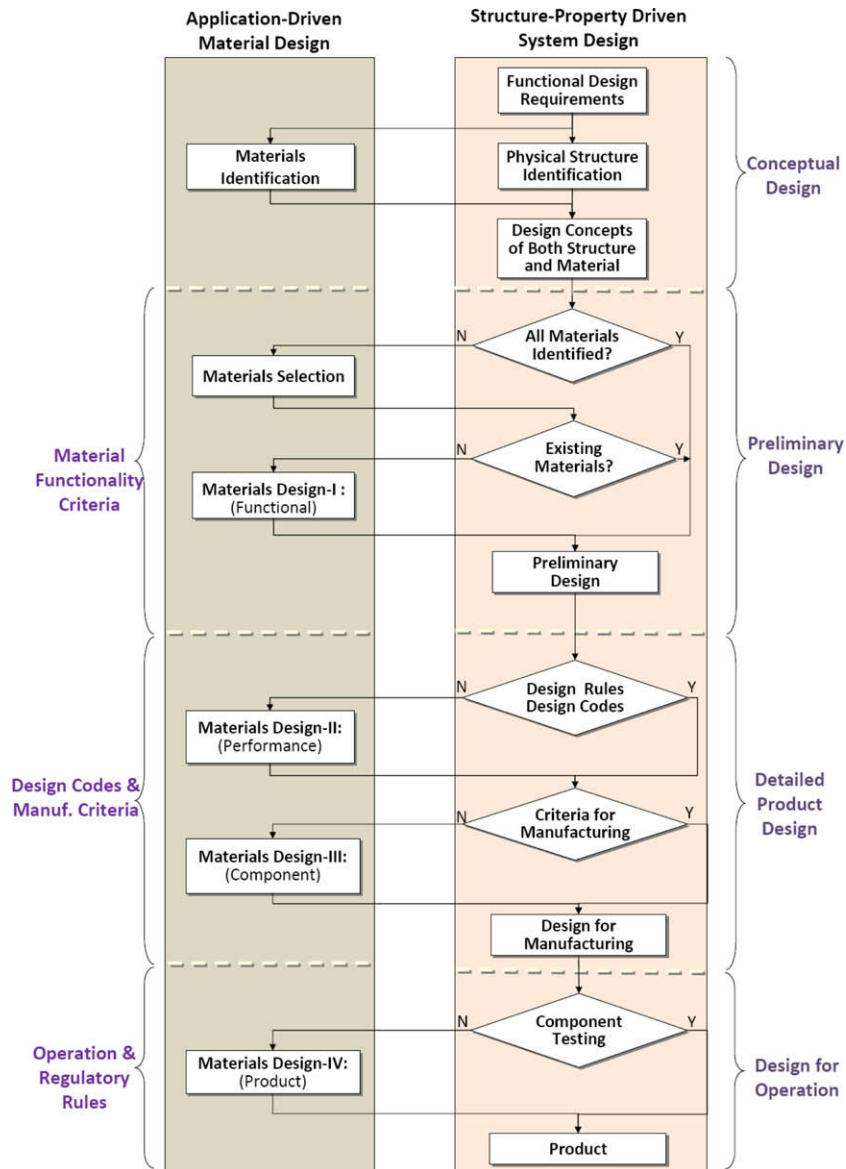 Application-Driven
Material Design
Structure-Property Driven
System Design
Functional Design
Requirements
Materials
Identification
Physical Structure
Identification
Conceptual
Design
Design Concepts
of Both Structure
and Material
N
All Materials
Identified?
Y
Materials Selection
Material
Functionality
Criteria
N
Existing
Materials?
Y
Preliminary
Design
Materials Design-I :
(Functional)
Preliminary
Design
N
Design Rules
Design Codes
Y
Materials Design-II:
(Performance)
Design Codes &
Manuf. Criteria
N
Criteria for
Manufacturing
Y
Detailed
Product
Design
Materials Design-III:
(Component)
Design for
Manufacturing
N
Component
Testing
Y
Operation &
Regulatory
Rules
Materials Design-IV:
(Product)
Design for
Operation
Product